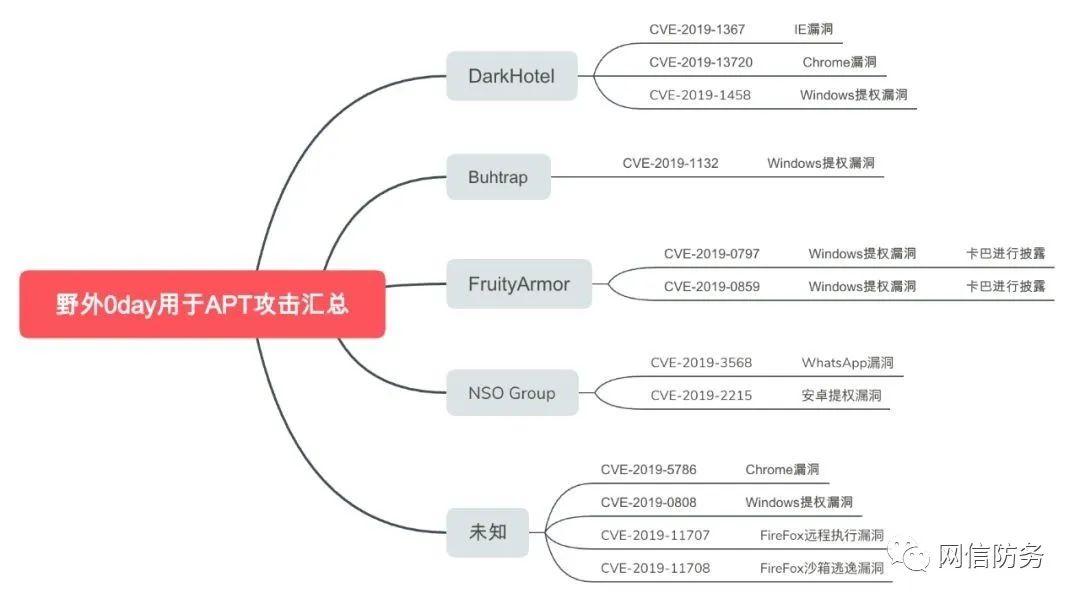 野外0day用于APT攻击汇总
DarkHotel
CVE-2019-1367 IE漏洞
CVE-2019-13720 Chrome漏洞
CVE-2019-1458 Windows提权漏洞
Buhtrap
CVE-2019-1132 Windows提权漏洞
FruityArmor
CVE-2019-0797 Windows提权漏洞 卡巴进行披露
CVE-2019-0859 Windows提权漏洞 卡巴进行披露
NSO Group
CVE-2019-3568 WhatsApp漏洞
CVE-2019-2215 安卓提权漏洞
未知
CVE-2019-5786 Chrome漏洞
CVE-2019-0808 Windows提权漏洞
CVE-2019-11707 FireFox远程执行漏洞
CVE-2019-11708 FireFox沙箱逃逸漏洞
网信防务